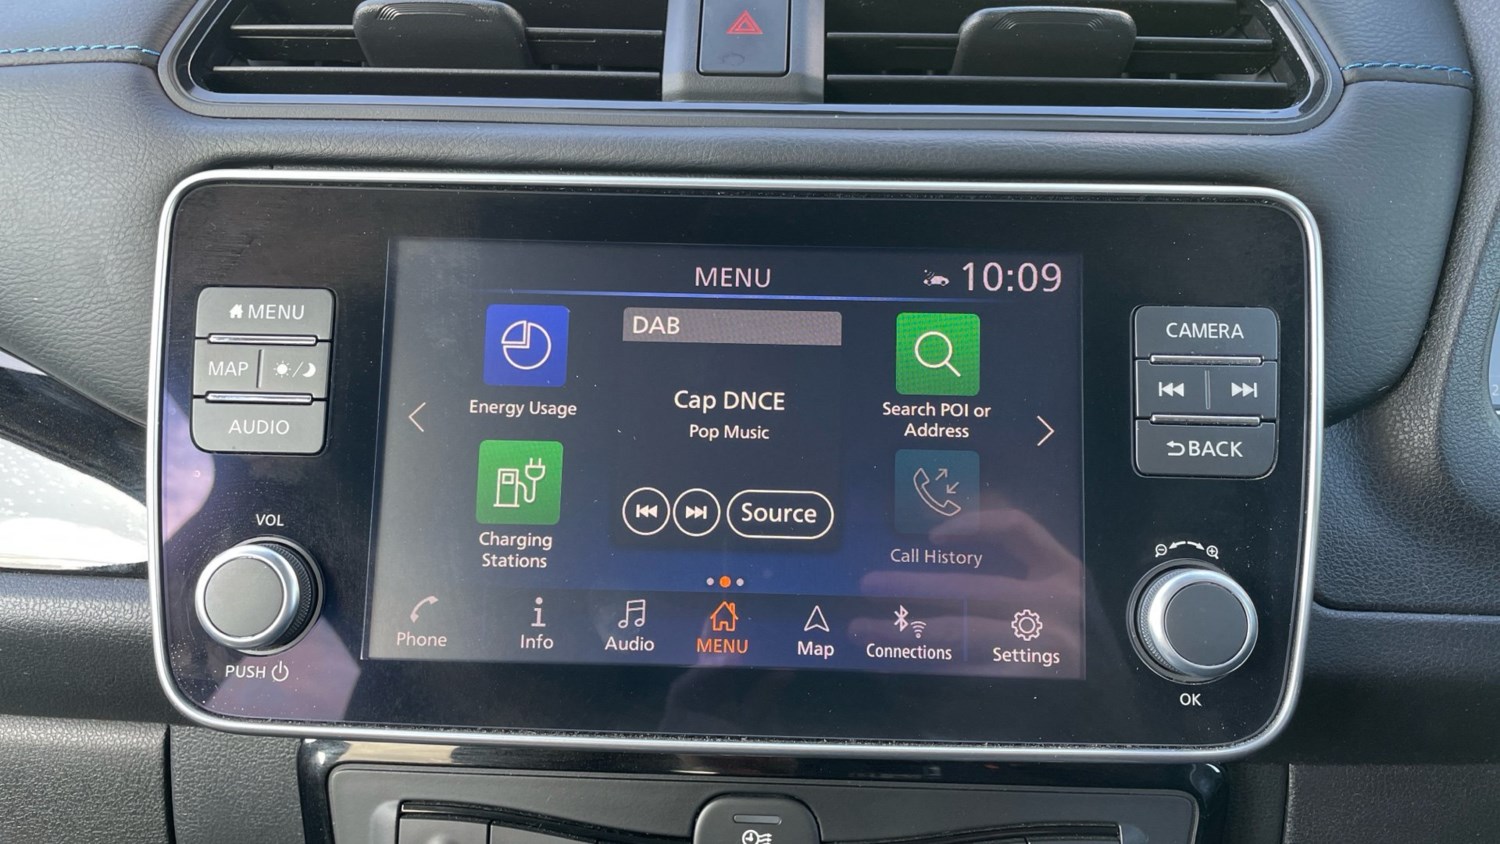 MENU
10:09
MENU
MAP
AUDIO
VOL
PUSH
DAB
Cap DNCE
Pop Music
Source
Energy Usage
Charging
Stations
Search POI or
Address
Call History
Phone
Info
Audio
MENU
Map
Connections
Settings
CAMERA
BACK
OK